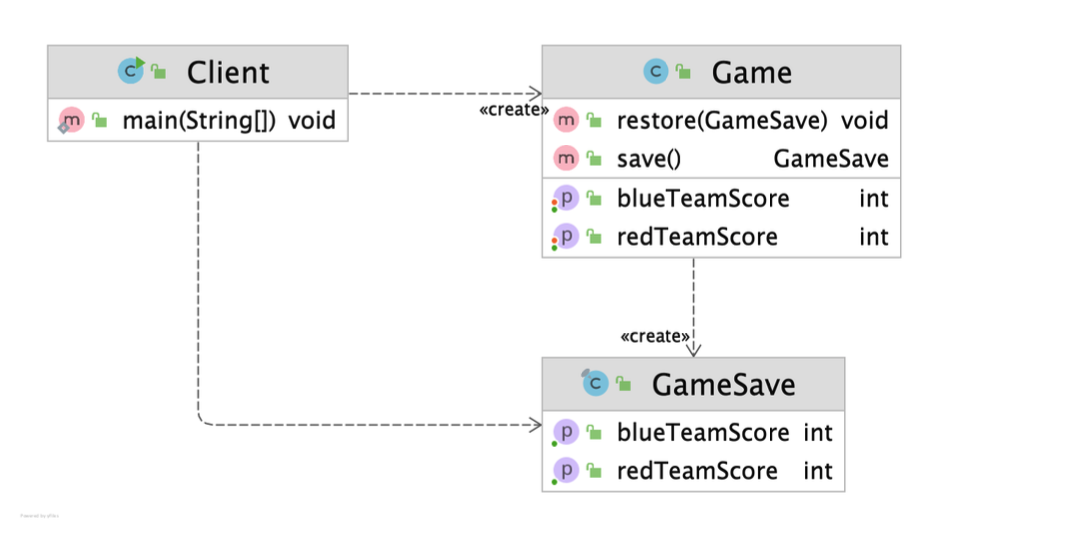 Client
main(String[]) void
«create»
Game
restore(GameSave) void
save() GameSave
blueTeamScore int
redTeamScore int
«create»
GameSave
blueTeamScore int
redTeamScore int
Powered by yFiles